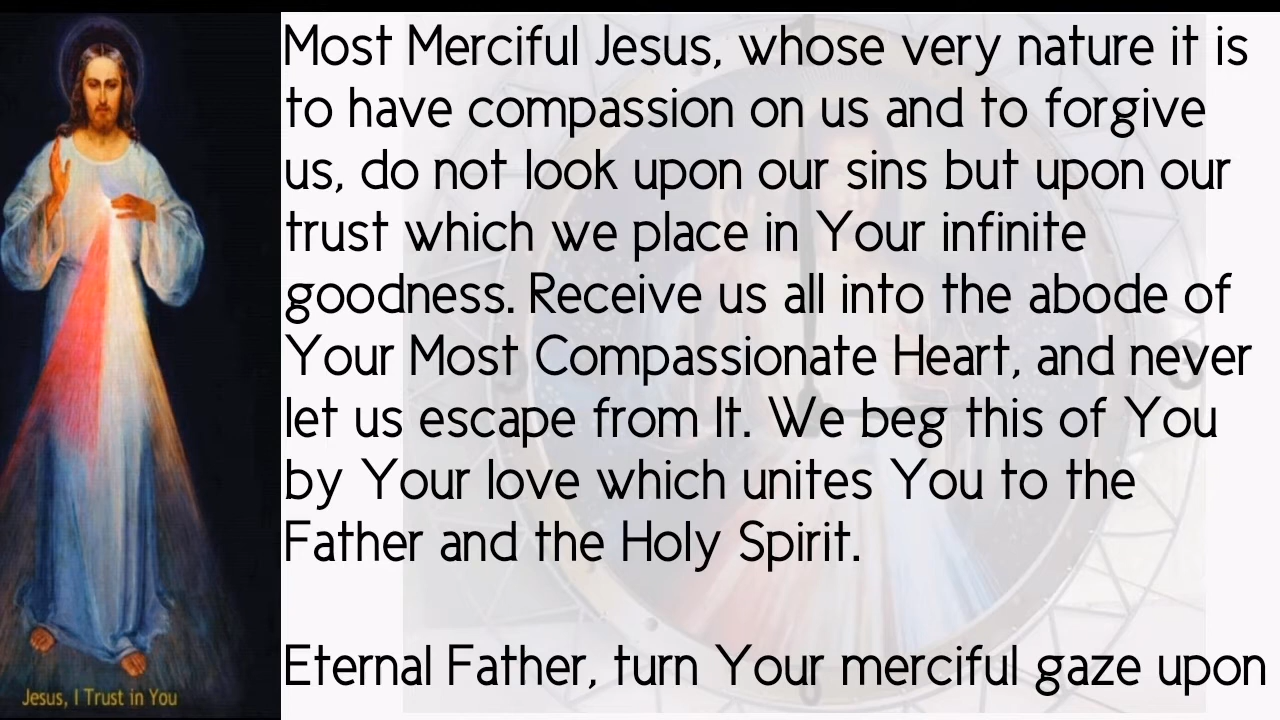 Most Merciful Jesus, whose very nature it is
to have compassion on us and to forgive
us, do not look upon our sins but upon our
trust which we place in Your infinite
goodness. Receive us all into the abode of
Your Most Compassionate Heart, and never
let us escape from It. We beg this of You
by Your love which unites You to the
Father and the Holy Spirit.
Eternal Father, turn Your merciful gaze upon
Jesus, I Trust in You